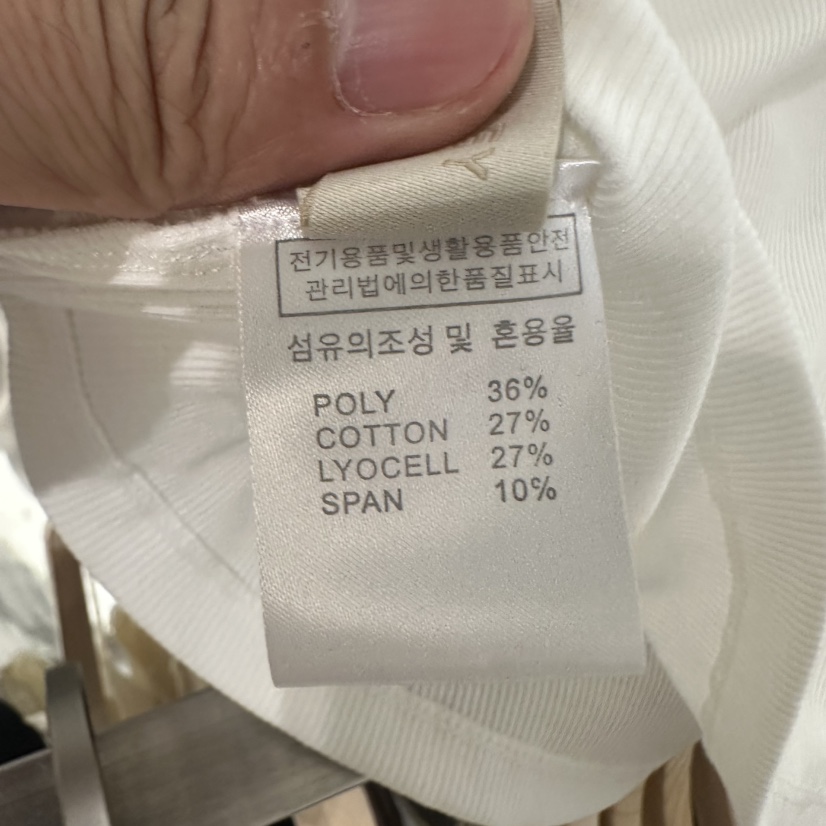 전기용품및생활용품안전
관리법에의한품질표시
섬유의조성 및 혼용율
POLY 36%
COTTON 27%
LYOCELL 27%
SPAN 10%